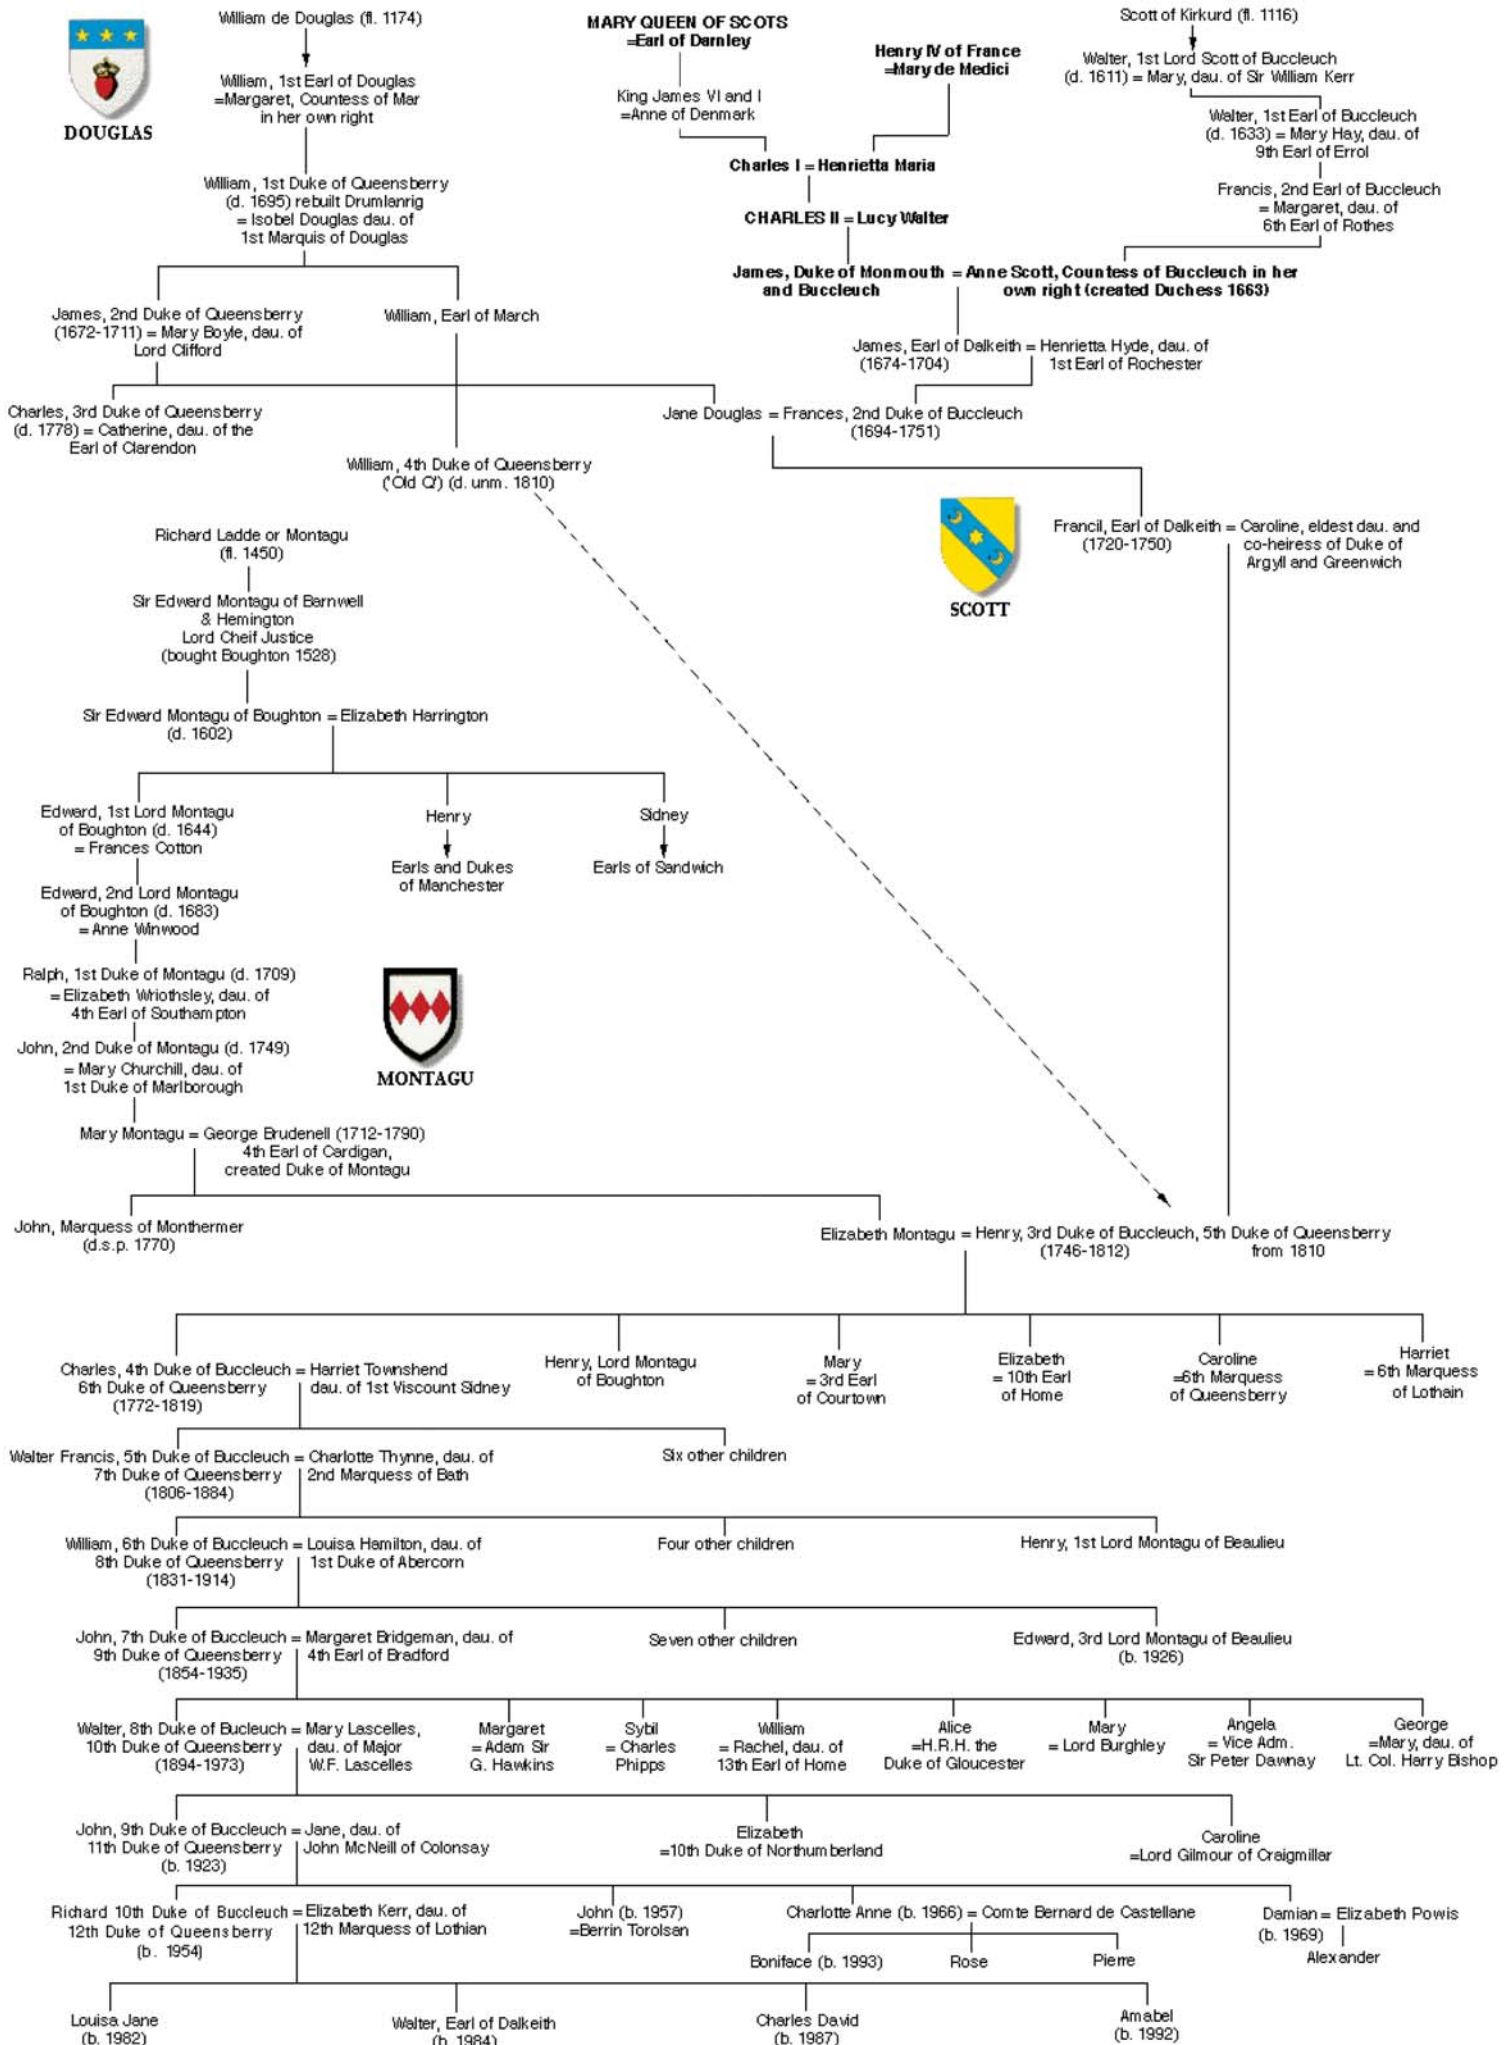 William de Douglas (fl. 1174)
William, 1st Earl of Douglas
=Margaret, Countess of Mar
in her own right
DOUGLAS
William, 1st Duke of Queensberry
(d. 1695) rebuilt Drumlanrig
= Isobel Douglas dau. of
1st Marquis of Douglas
MARY QUEEN OF SCOTS
=Earl of Darnley
King James VI and I
=Anne of Denmark
Henry IV of France
=Mary de Medici
Charles I = Henrietta Maria
CHARLES II = Lucy Walter
Scott of Kirkurd (fl. 1116)
Walter, 1st Lord Scott of Buccleuch
(d. 1611) = Mary, dau. of Sir William Kerr
Walter, 1st Earl of Buccleuch
(d. 1633) = Mary Hay, dau. of
9th Earl of Errol
Francis, 2nd Earl of Buccleuch
= Margaret, dau. of
6th Earl of Rothes
James, Duke of Monmouth = Anne Scott, Countess of Buccleuch in her
and Buccleuch own right (created Duchess 1663)
James, 2nd Duke of Queensberry
(1672-1711) = Mary Boyle, dau. of
Lord Clifford
William, Earl of March
James, Earl of Dalkeith = Henrietta Hyde, dau. of
(1674-1704) 1st Earl of Rochester
Charles, 3rd Duke of Queensberry
(d. 1778) = Catherine, dau. of the
Earl of Clarendon
Jane Douglas = Frances, 2nd Duke of Buccleuch
(1694-1751)
William, 4th Duke of Queensberry
('Old Q') (d. unm. 1810)
Francil, Earl of Dalkeith = Caroline, eldest dau. and
(1720-1750) co-heiress of Duke of
Argyll and Greenwich
SCOTT
Richard Ladde or Montagu
(fl. 1450)
Sir Edward Montagu of Barnwell
& Hemington
Lord Cheif Justice
(bought Boughton 1528)
Sir Edward Montagu of Boughton = Elizabeth Harrington
(d. 1602)
Edward, 1st Lord Montagu
of Boughton (d. 1644)
= Frances Cotton
Henry
Earls and Dukes
of Manchester
Sidney
Earls of Sandwich
Edward, 2nd Lord Montagu
of Boughton (d. 1683)
= Anne Winwood
Ralph, 1st Duke of Montagu (d. 1709)
= Elizabeth Wriothsley, dau. of
4th Earl of Southampton
John, 2nd Duke of Montagu (d. 1749)
= Mary Churchill, dau. of
1st Duke of Marlborough
MONTAGU
Mary Montagu = George Brudenell (1712-1790)
4th Earl of Cardigan,
created Duke of Montagu
John, Marquess of Monthermer
(d.s.p. 1770)
Elizabeth Montagu = Henry, 3rd Duke of Buccleuch, 5th Duke of Queensberry
(1746-1812) from 1810
Charles, 4th Duke of Buccleuch = Harriet Townshend
6th Duke of Queensberry dau. of 1st Viscount Sidney
(1772-1819)
Henry, Lord Montagu
of Boughton
Mary
= 3rd Earl
of Courtown
Elizabeth
= 10th Earl
of Home
Caroline
=6th Marquess
of Queensberry
Harriet
= 6th Marquess
of Lothain
Walter Francis, 5th Duke of Buccleuch = Charlotte Thynne, dau. of
7th Duke of Queensberry 2nd Marquess of Bath
(1806-1884)
Six other children
William, 6th Duke of Buccleuch = Louisa Hamilton, dau. of
8th Duke of Queensberry 1st Duke of Abercorn
(1831-1914)
Four other children
Henry, 1st Lord Montagu of Beaulieu
John, 7th Duke of Buccleuch = Margaret Bridgeman, dau. of
9th Duke of Queensberry 4th Earl of Bradford
(1854-1935)
Seven other children
Edward, 3rd Lord Montagu of Beaulieu
(b. 1926)
Walter, 8th Duke of Bucleuch = Mary Lascelles,
10th Duke of Queensberry dau. of Major
(1894-1973) W.F. Lascelles
Margaret
= Adam Sir
G. Hawkins
Sybil
= Charles
Phipps
William
= Rachel, dau. of
13th Earl of Home
Alice
=H.R.H. the
Duke of Gloucester
Mary
= Lord Burghley
Angela
= Vice Adm.
Sir Peter Dawnay
George
=Mary, dau. of
Lt. Col. Harry Bishop
John, 9th Duke of Buccleuch = Jane, dau. of
11th Duke of Queensberry John McNeill of Colonsay
(b. 1923)
Elizabeth
=10th Duke of Northumberland
Caroline
=Lord Gilmour of Craigmillar
Richard 10th Duke of Buccleuch = Elizabeth Kerr, dau. of
12th Duke of Queensberry 12th Marquess of Lothian
(b. 1954)
John (b. 1957)
=Berrin Torolsan
Charlotte Anne (b. 1966) = Comte Bernard de Castellane
Boniface (b. 1993) Rose Pierre
Damian = Elizabeth Powis
(b. 1969)
Alexander
Louisa Jane
(b. 1982)
Walter, Earl of Dalkeith
(b. 1984)
Charles David
(b. 1987)
Amabel
(b. 1992)